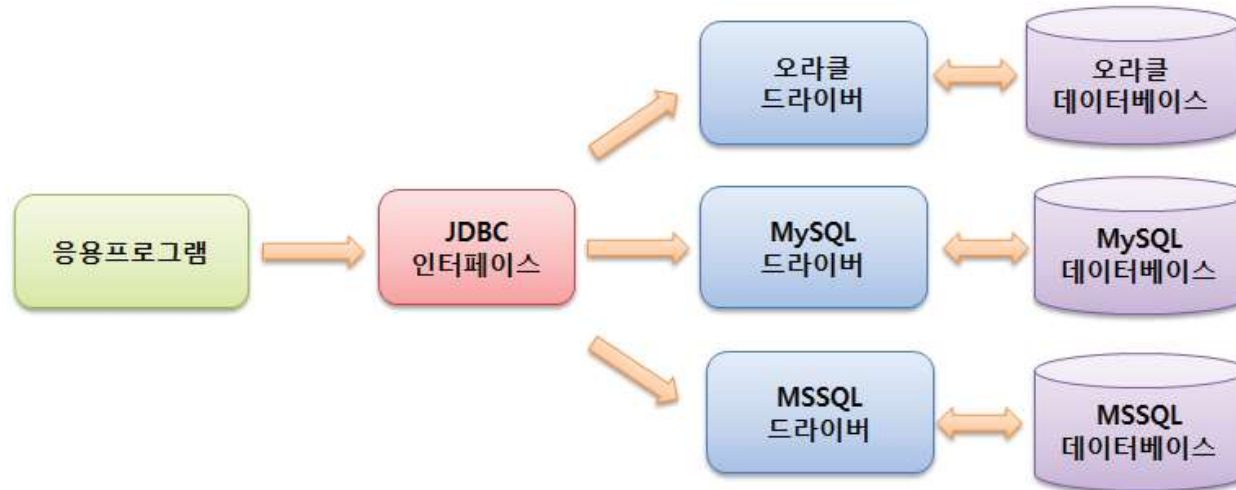 응용프로그램
JDBC
인터페이스
오라클
드라이버
오라클
데이터베이스
MySQL
드라이버
MySQL
데이터베이스
MSSQL
드라이버
MSSQL
데이터베이스